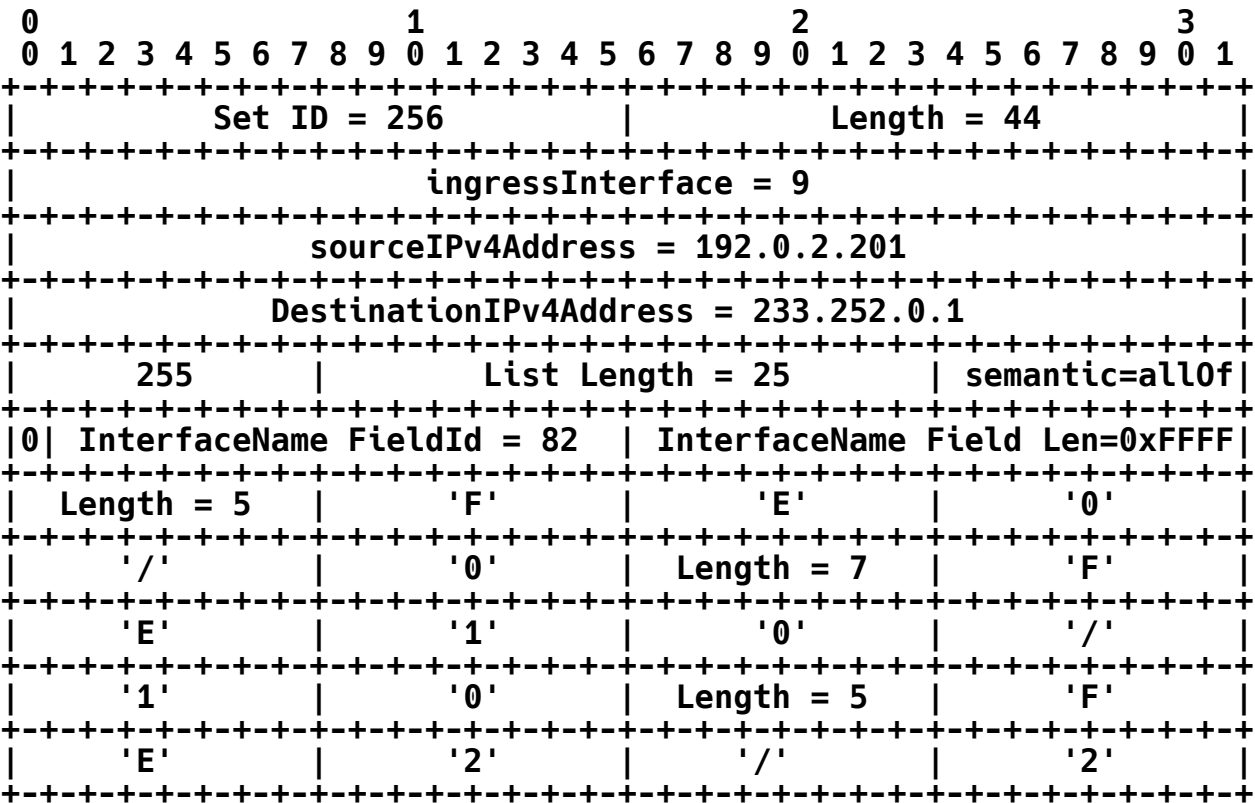 0                   1                   2                   3
 0 1 2 3 4 5 6 7 8 9 0 1 2 3 4 5 6 7 8 9 0 1 2 3 4 5 6 7 8 9 0 1
+-+-+-+-+-+-+-+-+-+-+-+-+-+-+-+-+-+-+-+-+-+-+-+-+-+-+-+-+-+-+-+-+
|          Set ID = 256         |          Length = 44          |
+-+-+-+-+-+-+-+-+-+-+-+-+-+-+-+-+-+-+-+-+-+-+-+-+-+-+-+-+-+-+-+-+
|                     ingressInterface = 9                      |
+-+-+-+-+-+-+-+-+-+-+-+-+-+-+-+-+-+-+-+-+-+-+-+-+-+-+-+-+-+-+-+-+
|               sourceIPv4Address = 192.0.2.201                 |
+-+-+-+-+-+-+-+-+-+-+-+-+-+-+-+-+-+-+-+-+-+-+-+-+-+-+-+-+-+-+-+-+
|             DestinationIPv4Address = 233.252.0.1              |
+-+-+-+-+-+-+-+-+-+-+-+-+-+-+-+-+-+-+-+-+-+-+-+-+-+-+-+-+-+-+-+-+
|      255      |        List Length = 25       | semantic=allOf|
+-+-+-+-+-+-+-+-+-+-+-+-+-+-+-+-+-+-+-+-+-+-+-+-+-+-+-+-+-+-+-+-+
|0| InterfaceName FieldId = 82  | InterfaceName Field Len=0xFFFF|
+-+-+-+-+-+-+-+-+-+-+-+-+-+-+-+-+-+-+-+-+-+-+-+-+-+-+-+-+-+-+-+-+
|  Length = 5   |      'F'      |      'E'      |      '0'      |
+-+-+-+-+-+-+-+-+-+-+-+-+-+-+-+-+-+-+-+-+-+-+-+-+-+-+-+-+-+-+-+-+
|     '/'       |      '0'      |  Length = 7   |      'F'      |
+-+-+-+-+-+-+-+-+-+-+-+-+-+-+-+-+-+-+-+-+-+-+-+-+-+-+-+-+-+-+-+-+
|     'E'       |      '1'      |      '0'      |      '/'      |
+-+-+-+-+-+-+-+-+-+-+-+-+-+-+-+-+-+-+-+-+-+-+-+-+-+-+-+-+-+-+-+-+
|     '1'       |      '0'      |  Length = 5   |      'F'      |
+-+-+-+-+-+-+-+-+-+-+-+-+-+-+-+-+-+-+-+-+-+-+-+-+-+-+-+-+-+-+-+-+
|     'E'       |      '2'      |     '/'       |      '2'      |
+-+-+-+-+-+-+-+-+-+-+-+-+-+-+-+-+-+-+-+-+-+-+-+-+-+-+-+-+-+-+-+-+